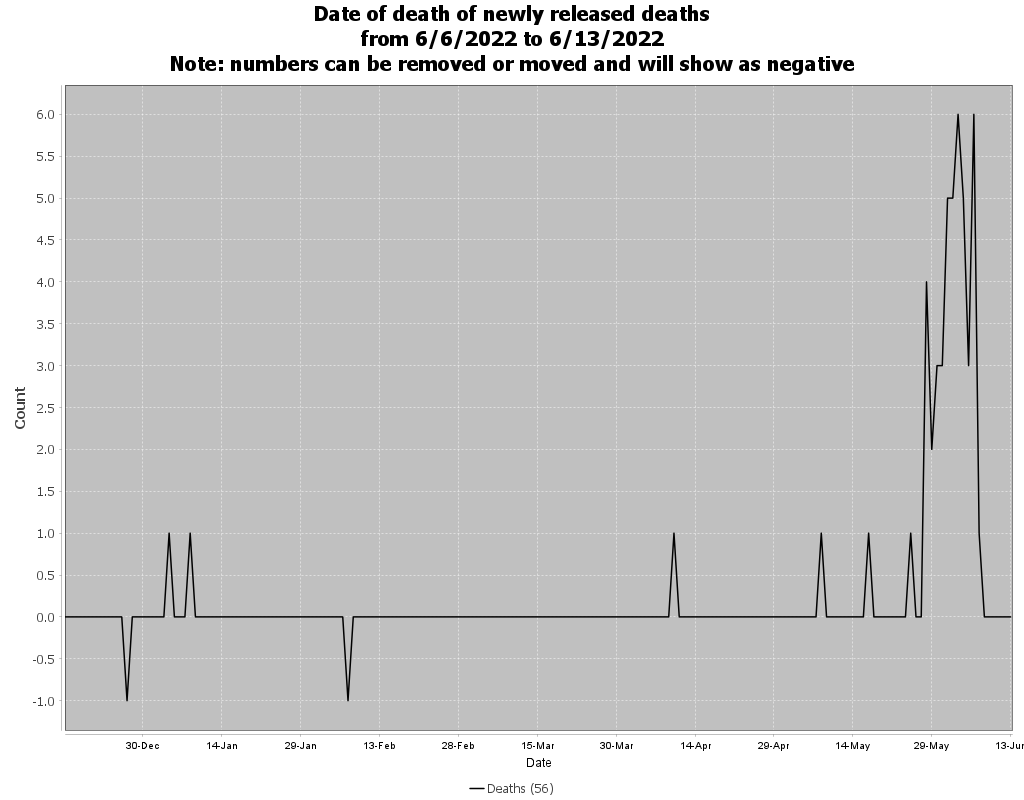 Date of death of newly released deaths
from 6/6/2022 to 6/13/2022
Note: numbers can be removed or moved and will show as negative
6.0
5.5
5.0
4.5
4.0
3.5
3.0
2.5
2.0
1.5
1.0
0.5
0.0
-0.5
-1.0
Count
30-Dec 14-Jan 29-Jan 13-Feb 28-Feb 15-Mar 30-Mar 14-Apr 29-Apr 14-May 29-May 13-Jun
Date
Deaths (56)